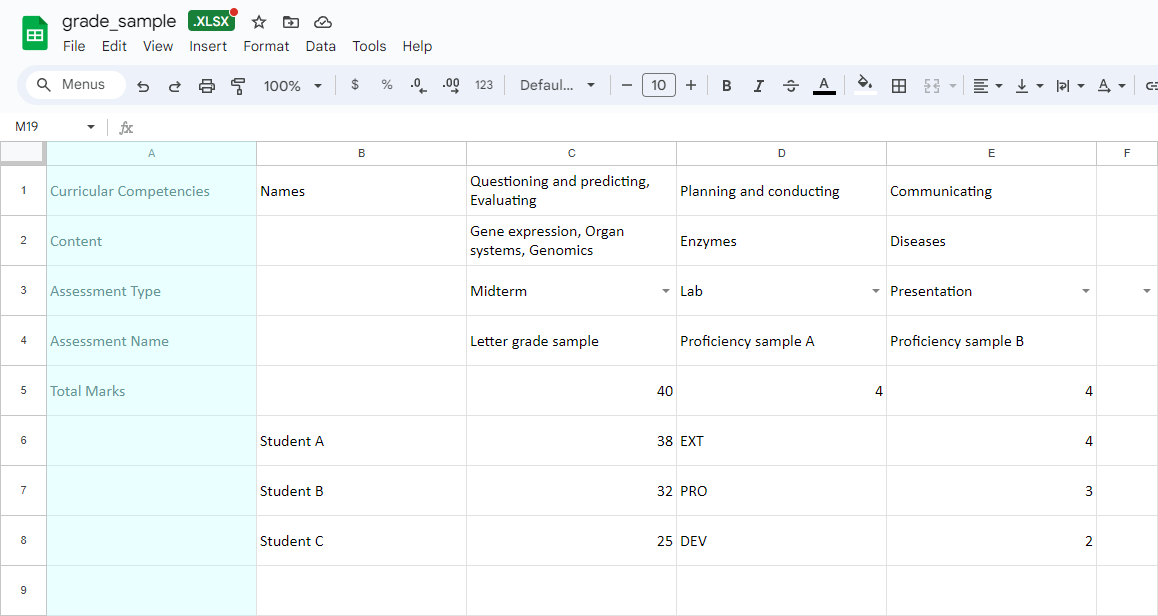 grade_sample .XLSX
File Edit View Insert Format Data Tools Help
Menus 100% $ % .0 .00 123 Defaul... − 10 + B I S A
M19 fx
A B C D E F
1 Curricular Competencies Names Questioning and predicting, Planning and conducting Communicating
Evaluating
2 Content Gene expression, Organ Enzymes Diseases
systems, Genomics
3 Assessment Type Midterm Lab Presentation
4 Assessment Name Letter grade sample Proficiency sample A Proficiency sample B
5 Total Marks 40 4 4
6 Student A 38 EXT 4
7 Student B 32 PRO 3
8 Student C 25 DEV 2
9